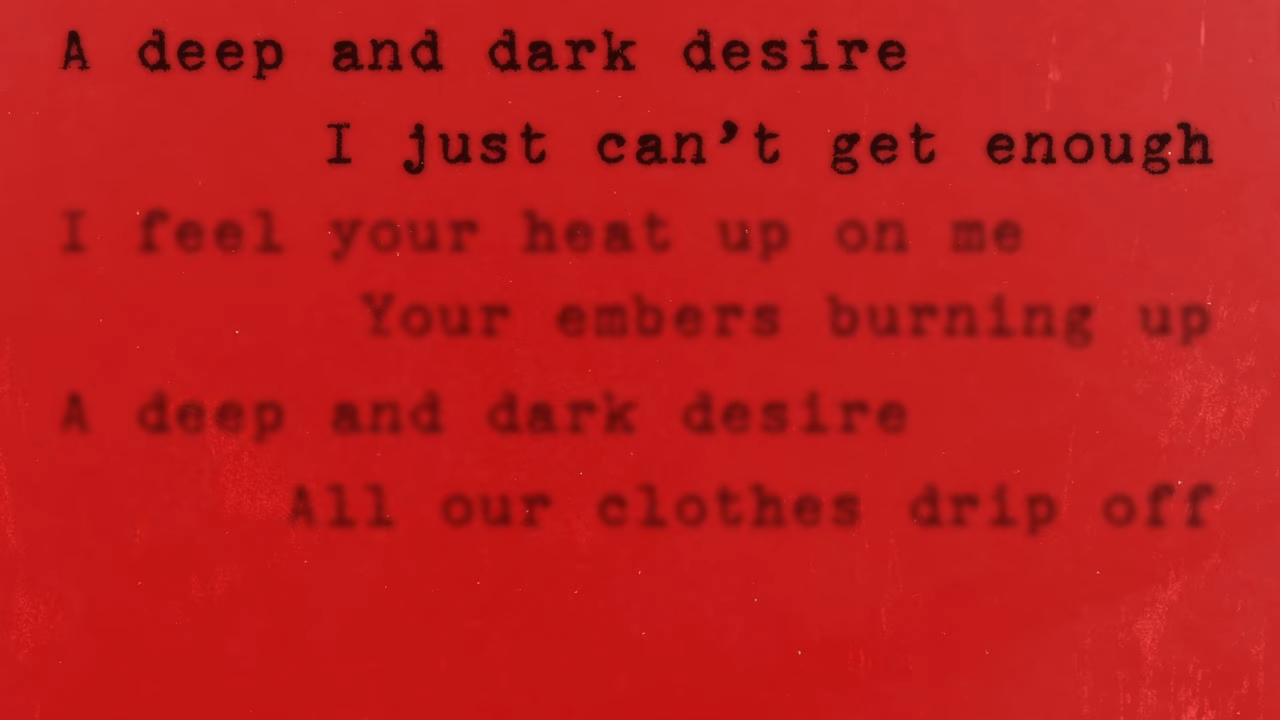 A deep and dark desire
I just can’t get enough
I feel your heat up on me
Your embers burning up
A deep and dark desire
All our clothes drip off